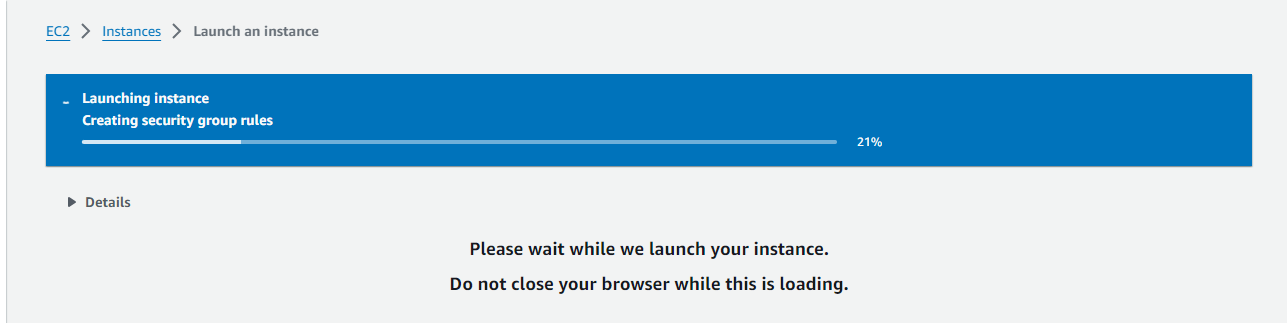 EC2 > Instances > Launch an instance
Launching instance
Creating security group rules
21%
Details
Please wait while we launch your instance.
Do not close your browser while this is loading.